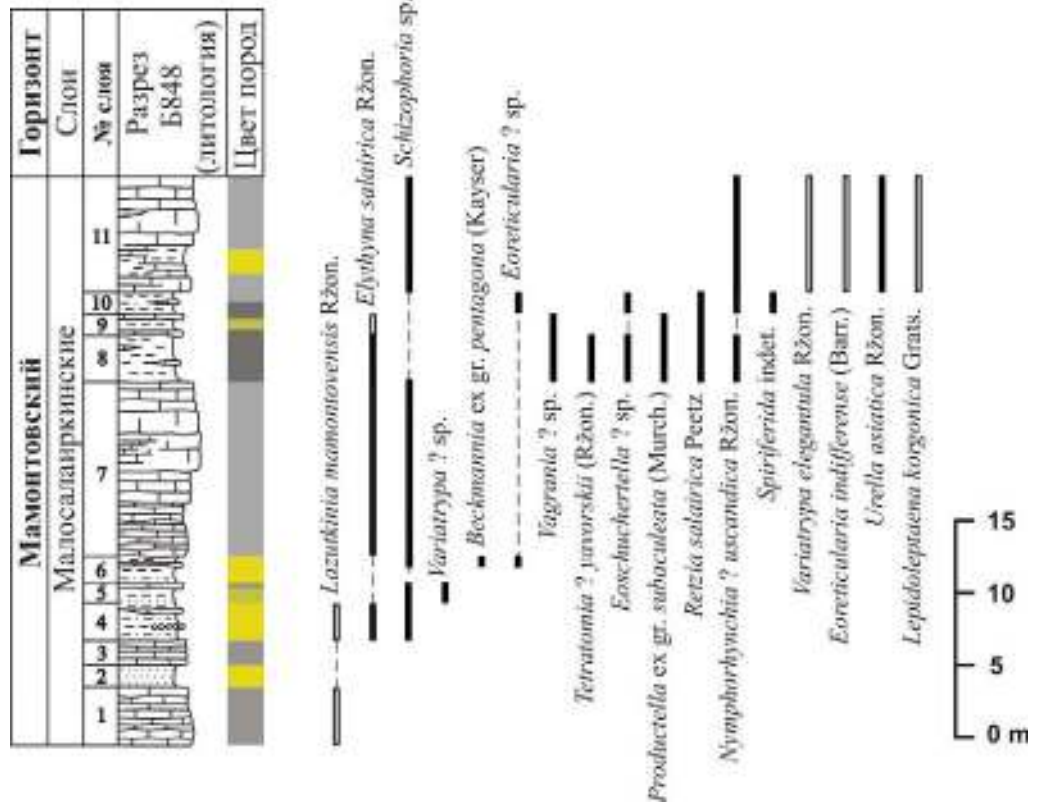 Горизонт
Слои
№ слоя
Разрез
Б848
(литология)
Цвет пород
Мамонтовский
Малосалаиркинские
11
10
9
8
7
6
5
4
3
2
1
Lazutkinia mamontovensis Ržon.
Elythyna salairica Ržon.
Schizophoria sp.
Variatrypa ? sp.
Beckmannia ex gr. pentagona (Kayser)
Eoreticularia ? sp.
Vagrania ? sp.
Tetratomia ? yavorskii (Ržon.)
Eoschuchertella ? sp.
Productella ex gr. subaculeata (Murch.)
Retzia salairica Peetz
Nymphorhynchia ? uscandica Ržon.
Spiriferida indet.
Variatrypa elegantula Ržon.
Eoreticularia indifferense (Barr.)
Urella asiatica Ržon.
Lepidoleptaena korgonica Grats.
15
10
5
0 m